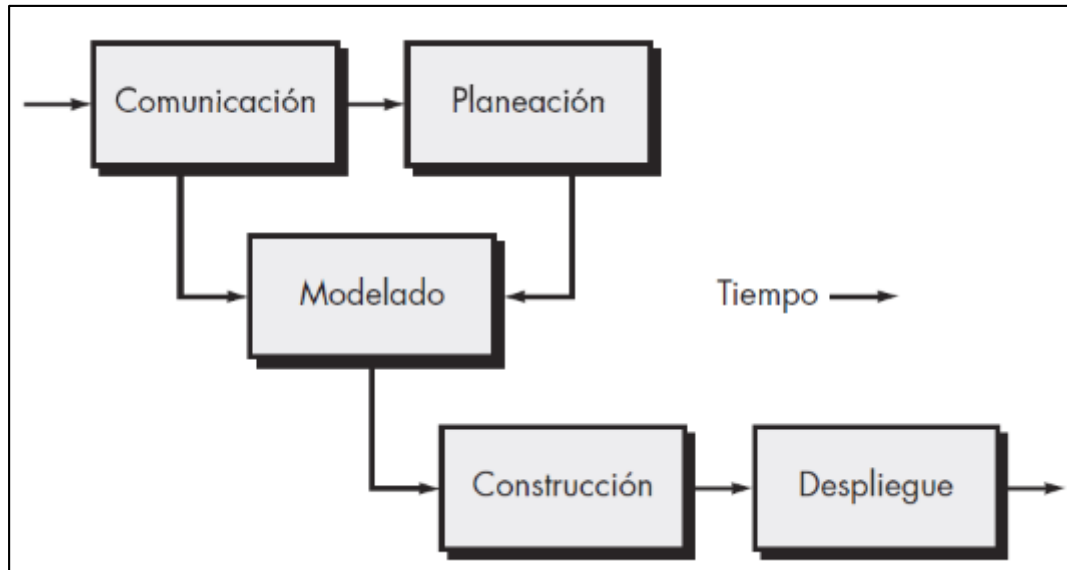 Comunicación
Planeación
Modelado
Tiempo
Construcción
Despliegue